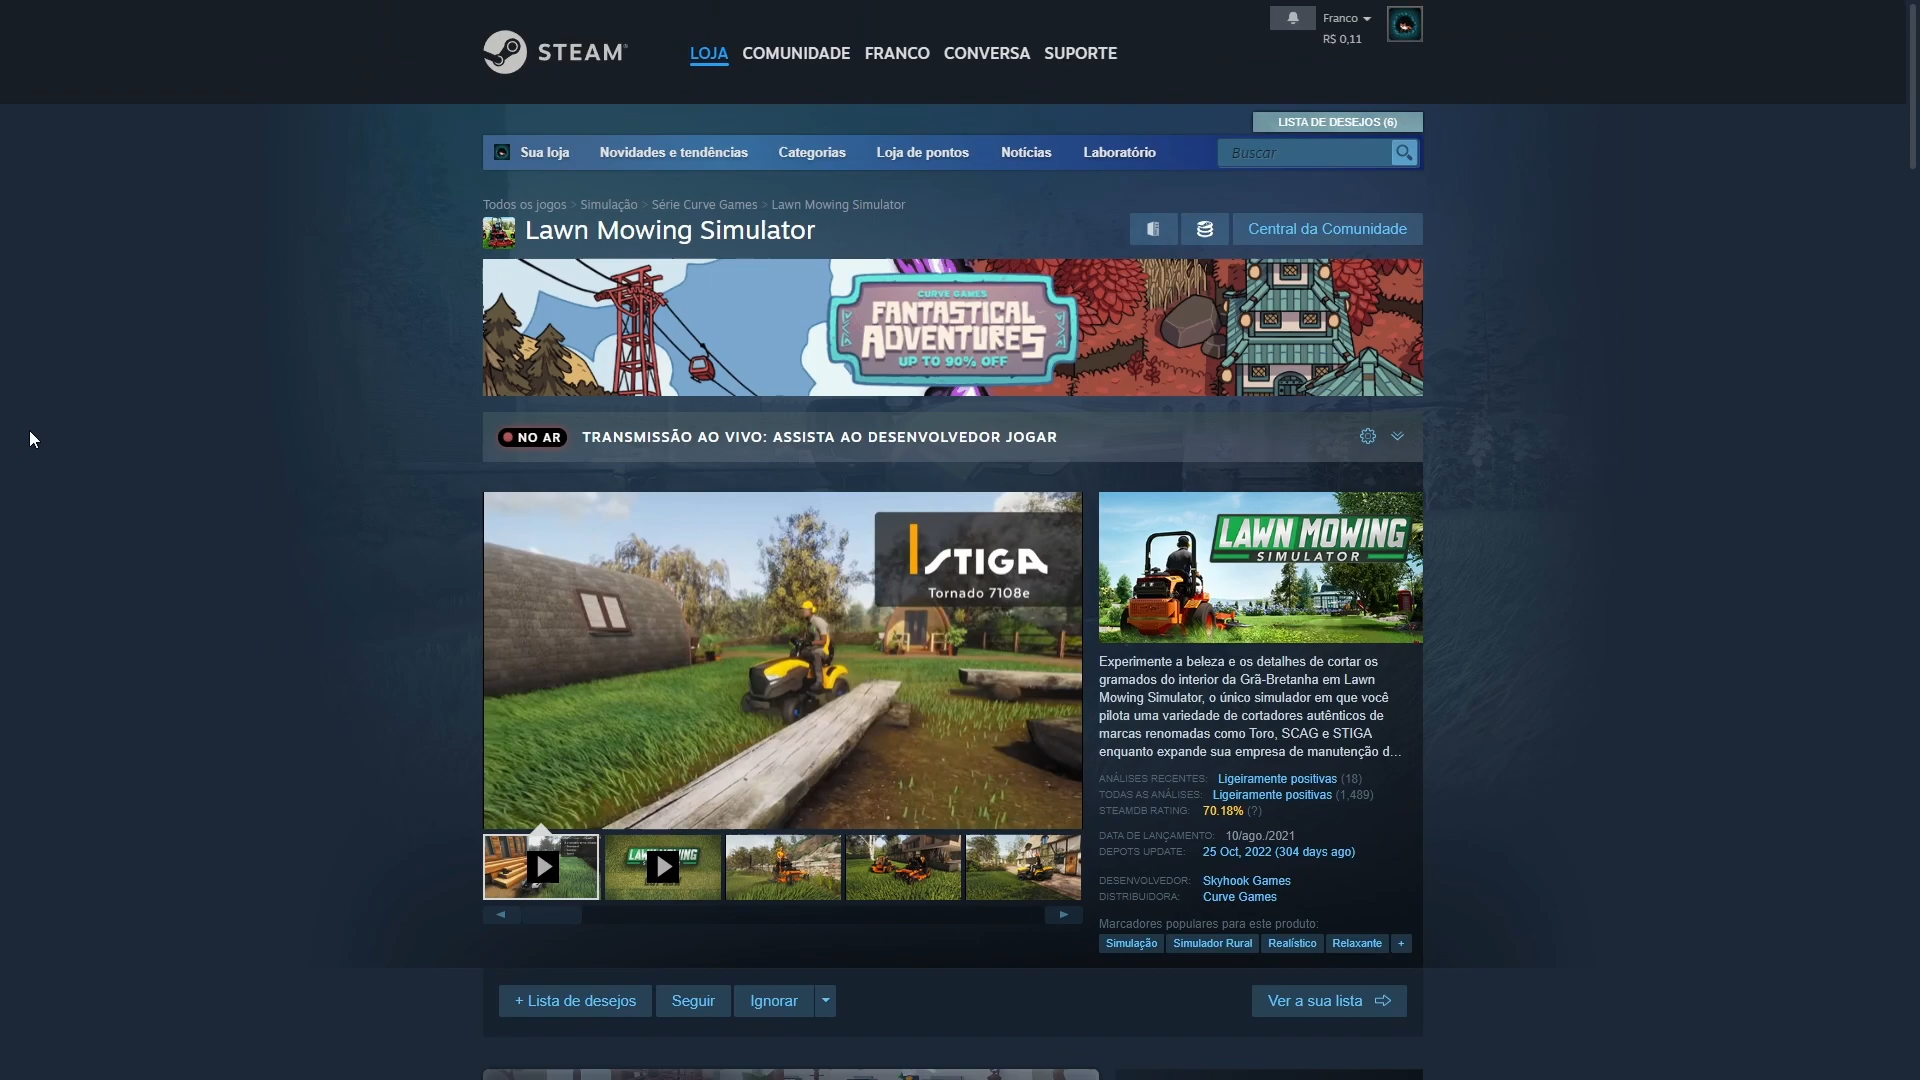 Franco
R$ 0,11
STEAM
LOJA COMUNIDADE FRANCO CONVERSA SUPORTE
LISTA DE DESEJOS (6)
Sua loja Novidades e tendências Categorias Loja de pontos Notícias Laboratório Buscar
Todos os jogos > Simulação > Série Curve Games > Lawn Mowing Simulator
Lawn Mowing Simulator
Central da Comunidade
CURVE GAMES
FANTASTICAL
ADVENTURES
UP TO 90% OFF
NO AR TRANSMISSÃO AO VIVO: ASSISTA AO DESENVOLVEDOR JOGAR
STIGA
Tornado 7108e
LAWN MOWING
SIMULATOR
Experimente a beleza e os detalhes de cortar os
gramados do interior da Grã-Bretanha em Lawn
Mowing Simulator, o único simulador em que você
pilota uma variedade de cortadores autênticos de
marcas renomadas como Toro, SCAG e STIGA
enquanto expande sua empresa de manutenção d...
ANÁLISES RECENTES: Ligeiramente positivas (18)
TODAS AS ANÁLISES: Ligeiramente positivas (1,489)
STEAMDB RATING: 70.18% (?)
DATA DE LANÇAMENTO: 10/ago./2021
DEPOTS UPDATE: 25 Oct, 2022 (304 days ago)
DESENVOLVEDOR: Skyhook Games
DISTRIBUIDORA: Curve Games
Marcadores populares para este produto:
Simulação Simulador Rural Realístico Relaxante +
LAWN MOWING
+ Lista de desejos Seguir Ignorar Ver a sua lista